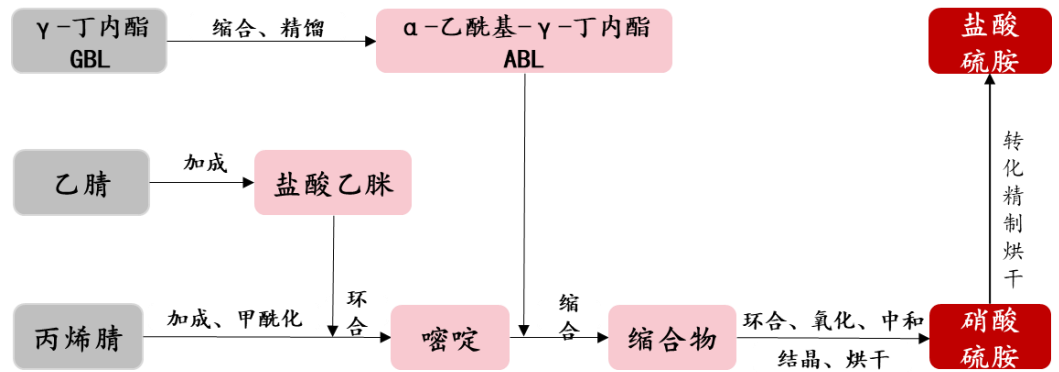 γ-丁内酯
GBL
缩合、精馏
α-乙酰基-γ-丁内酯
ABL
盐酸
硫胺
乙腈
加成
盐酸乙脒
转化精制烘干
丙烯腈
加成、甲酰化
环合
嘧啶
缩合
缩合物
环合、氧化、中和
结晶、烘干
硝酸
硫胺